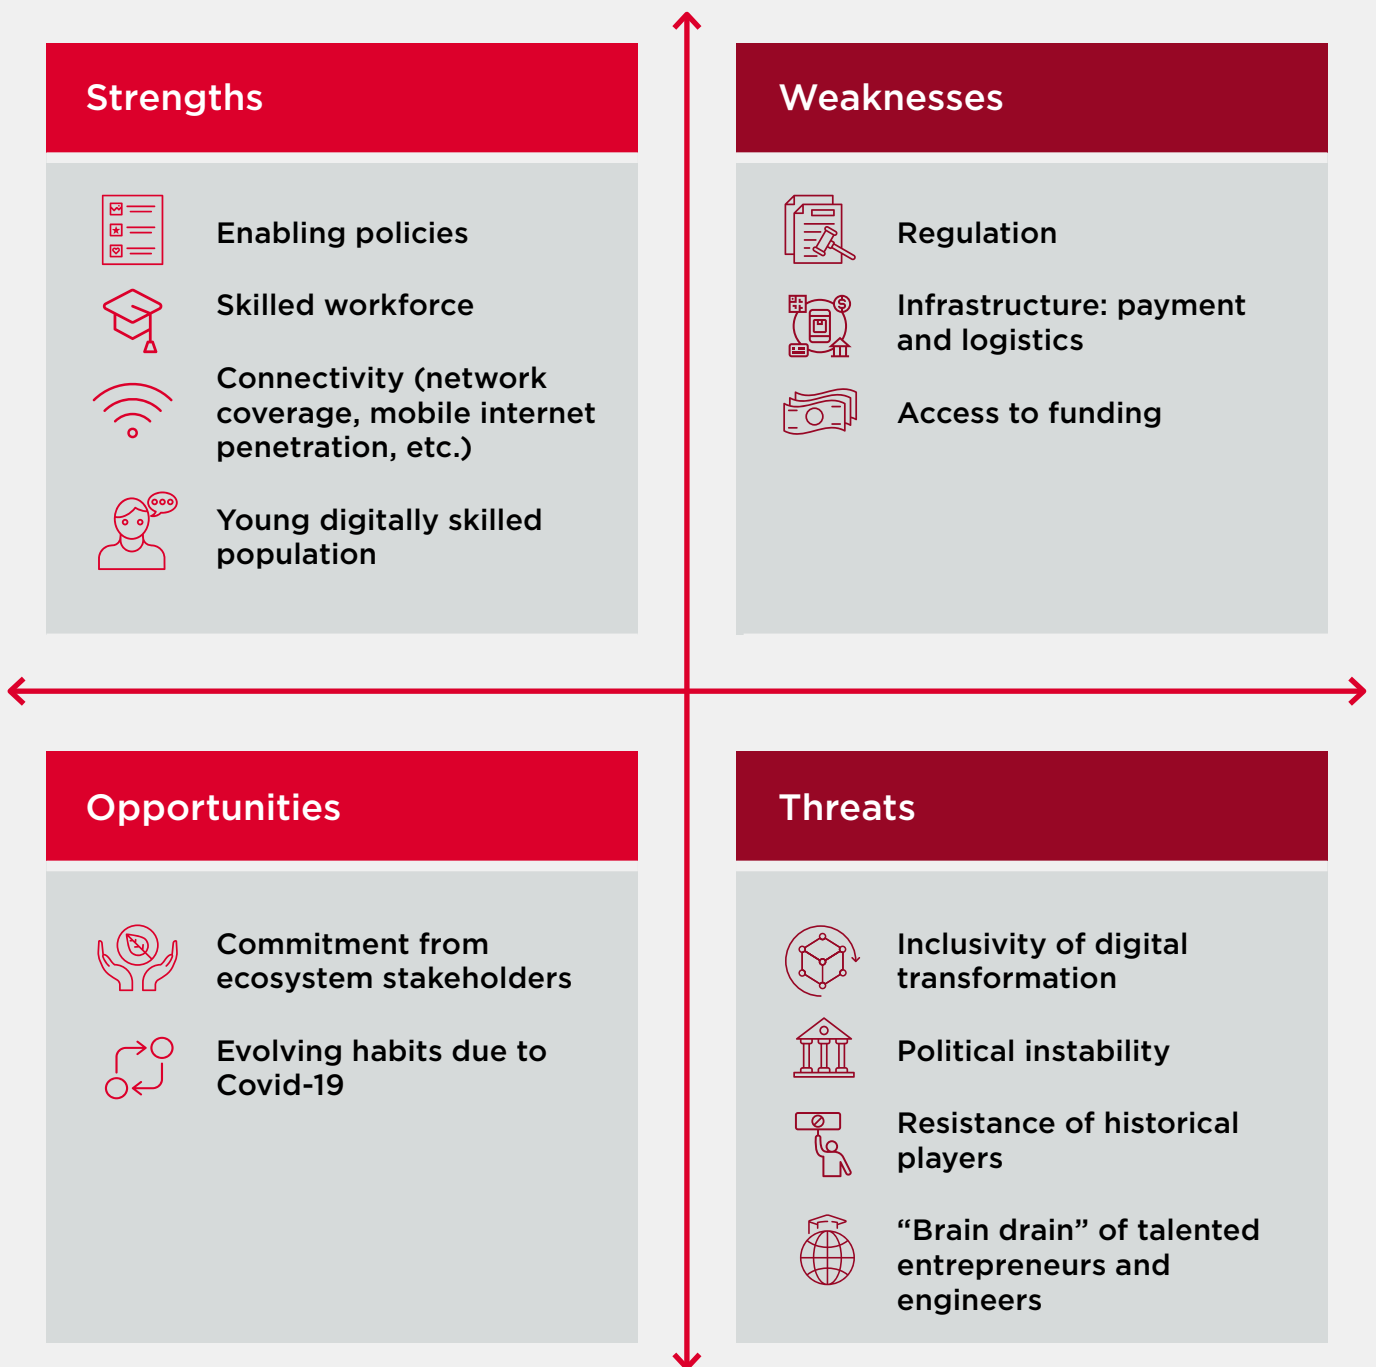 Strengths
Enabling policies
Skilled workforce
Connectivity (network
coverage, mobile internet
penetration, etc.)
Young digitally skilled
population
Weaknesses
Regulation
Infrastructure: payment
and logistics
Access to funding
Opportunities
Commitment from
ecosystem stakeholders
Evolving habits due to
Covid-19
Threats
Inclusivity of digital
transformation
Political instability
Resistance of historical
players
“Brain drain” of talented
entrepreneurs and
engineers